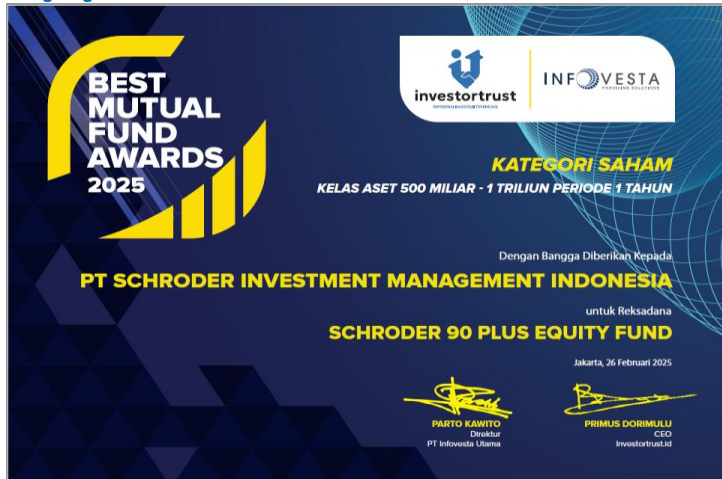 BEST
MUTUAL
FUND
AWARDS
2025
investortrust
INFOVESTA
PROVIDING SOLUTIONS
KATEGORI SAHAM
KELAS ASET 500 MILIAR - 1 TRILIUN PERIODE 1 TAHUN
Dengan Bangga Diberikan Kepada
PT SCHRODER INVESTMENT MANAGEMENT INDONESIA
untuk Reksadana
SCHRODER 90 PLUS EQUITY FUND
Jakarta, 26 Februari 2025
PARTO KAWITO
Direktur
PT Infovesta Utama
PRIMUS DORIMULU
CEO
Investortrust.id